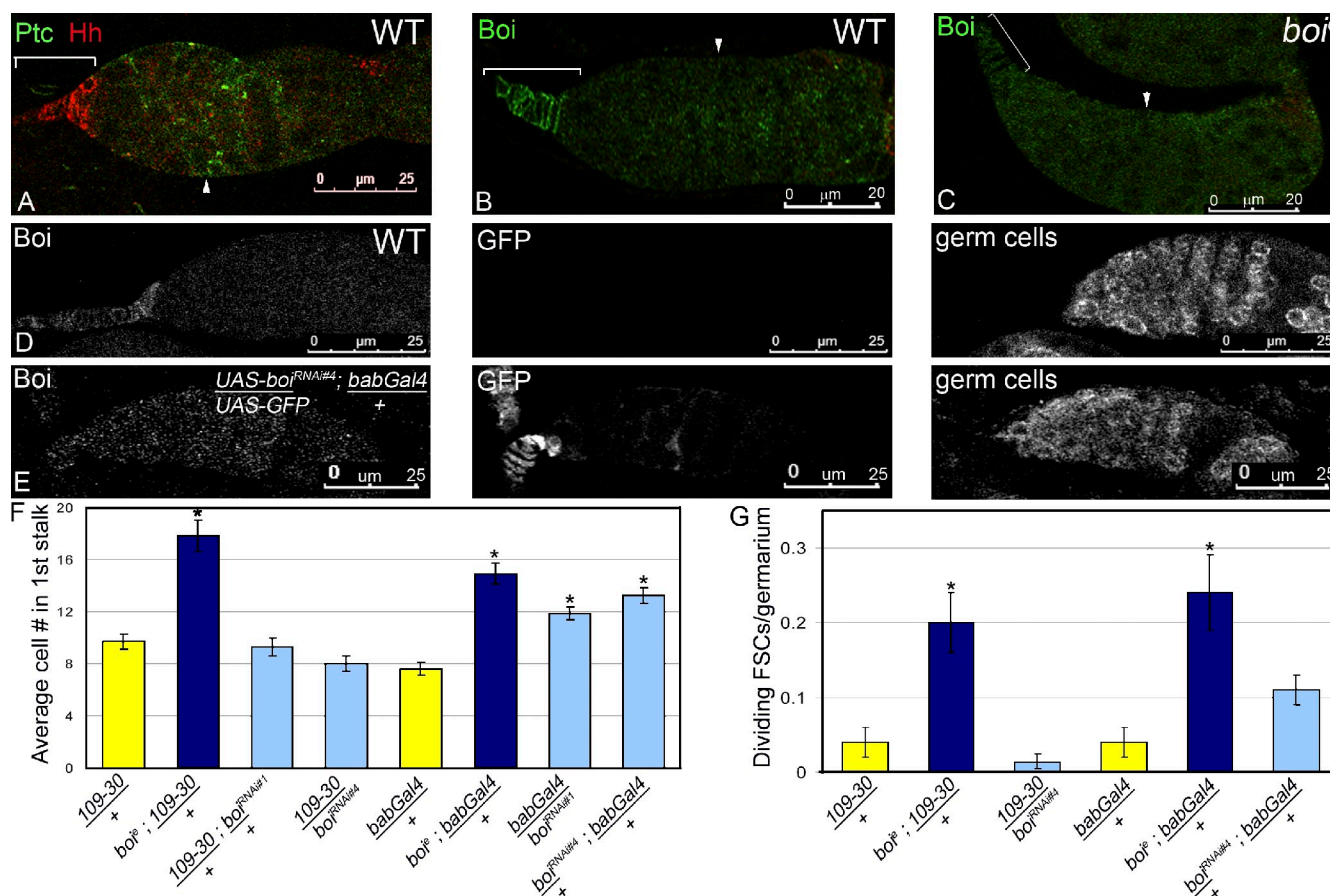 Ptc Hh WT
0 μm 25
A
Boi WT
0 μm 20
B
Boi boi
0 μm 20
C
Boi WT
0 μm 25
D
GFP
0 μm 25
germ cells
0 μm 25
Boi UAS-boiRNAi#4; babGal4
UAS-GFP +
0 um 25
E
GFP
0 um 25
germ cells
0 um 25
F
Average cell # in 1st stalk
20
16
12
8
4
0
* * * *
109-30
+
boie ; 109-30
+
109-30 ; boiRNAi#1
+
109-30
boiRNAi#4
babGal4
+
boie ; babGal4
+
babGal4
boiRNAi#1
boiRNAi#4 ; babGal4
+
G
Dividing FSCs/germarium
0.3
0.2
0.1
0
* *
109-30
+
boie ; 109-30
+
109-30
boiRNAi#4
babGal4
+
boie ; babGal4
+
boiRNAi#4 ; babGal4
+